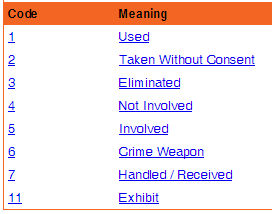 Code Meaning
1 Used
2 Taken Without Consent
3 Eliminated
4 Not Involved
5 Involved
6 Crime Weapon
7 Handled / Received
11 Exhibit